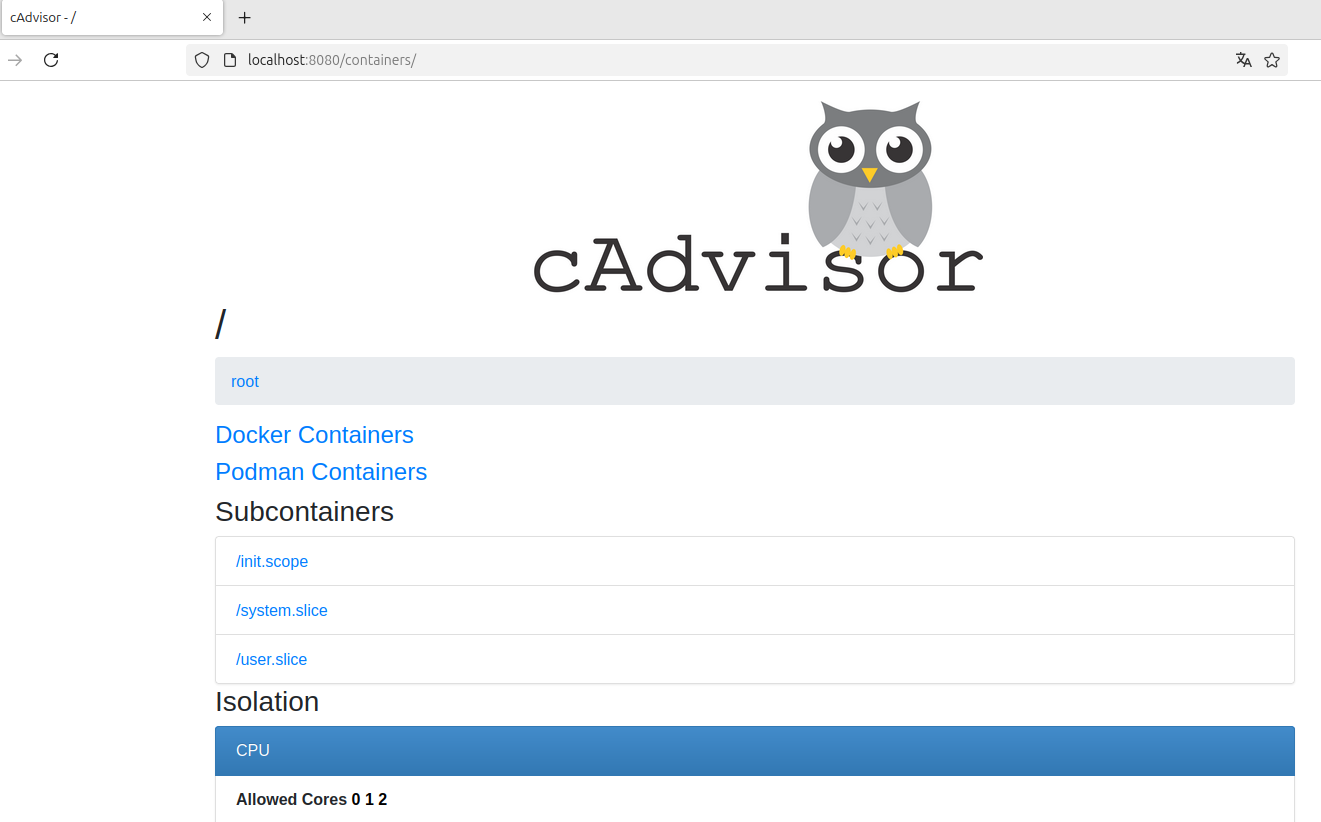 cAdvisor - /
localhost:8080/containers/
cAdvisor
/
root
Docker Containers
Podman Containers
Subcontainers
/init.scope
/system.slice
/user.slice
Isolation
CPU
Allowed Cores 0 1 2